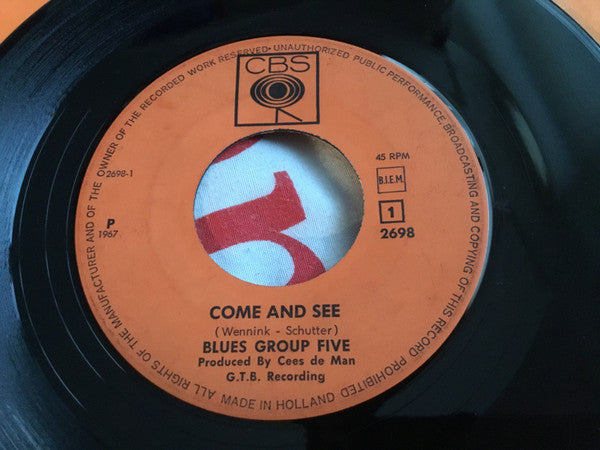 ALL RIGHTS OF THE MANUFACTURER AND OF THE OWNER OF THE RECORDED WORK RESERVED • UNAUTHORIZED PUBLIC PERFORMANCE, BROADCASTING AND COPYING OF THIS RECORD PROHIBITED
CBS
2698-1
45 RPM
B.I.E.M.
P
1967
1
2698
COME AND SEE
(Wennink - Schutter)
BLUES GROUP FIVE
Produced By Cees de Man
G.T.B. Recording
MADE IN HOLLAND